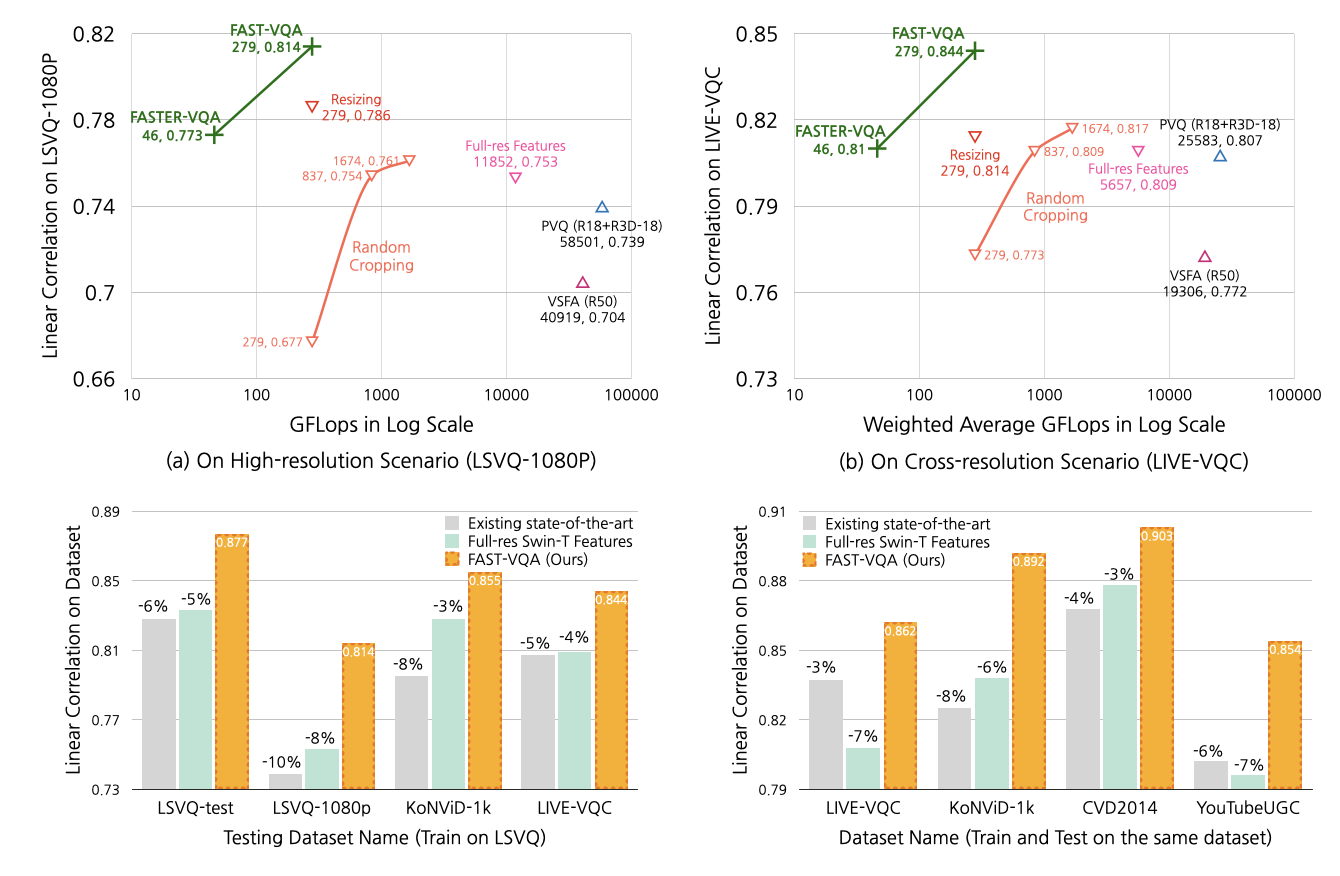 Linear Correlation on LSVQ-1080P
0.82
0.78
0.74
0.7
0.66
FAST-VQA
279, 0.814
FASTER-VQA
46, 0.773
Resizing
279, 0.786
1674, 0.761
837, 0.754
Full-res Features
11852, 0.753
Random
Cropping
PVQ (R18+R3D-18)
58501, 0.739
VSFA (R50)
40919, 0.704
279, 0.677
10
100
1000
10000
100000
GFLops in Log Scale
(a) On High-resolution Scenario (LSVQ-1080P)
Linear Correlation on LIVE-VQC
0.85
0.82
0.79
0.76
0.73
FAST-VQA
279, 0.844
FASTER-VQA
46, 0.81
Resizing
279, 0.814
1674, 0.817
837, 0.809
PVQ (R18+R3D-18)
25583, 0.807
Full-res Features
5657, 0.809
Random
Cropping
279, 0.773
VSFA (R50)
19306, 0.772
10
100
1000
10000
100000
Weighted Average GFLops in Log Scale
(b) On Cross-resolution Scenario (LIVE-VQC)
Linear Correlation on Dataset
0.89
0.85
0.81
0.77
0.73
Existing state-of-the-art
Full-res Swin-T Features
FAST-VQA (Ours)
-6%
-5%
0.877
-10%
-8%
0.814
-8%
-3%
0.855
-5%
-4%
0.844
LSVQ-test
LSVQ-1080p
KoNViD-1k
LIVE-VQC
Testing Dataset Name (Train on LSVQ)
Linear Correlation on Dataset
0.91
0.88
0.85
0.82
0.79
Existing state-of-the-art
Full-res Swin-T Features
FAST-VQA (Ours)
-3%
-7%
0.862
-8%
-6%
0.892
-4%
-3%
0.903
-6%
-7%
0.854
LIVE-VQC
KoNViD-1k
CVD2014
YouTubeUGC
Dataset Name (Train and Test on the same dataset)